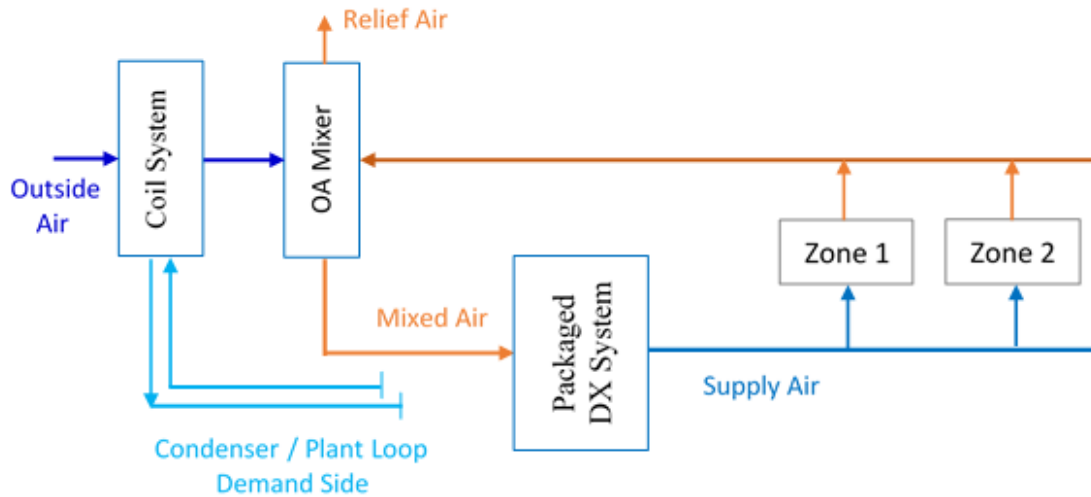 Relief Air
Coil System
OA Mixer
Outside
Air
Zone 1
Zone 2
Mixed Air
Packaged
DX System
Supply Air
Condenser / Plant Loop
Demand Side